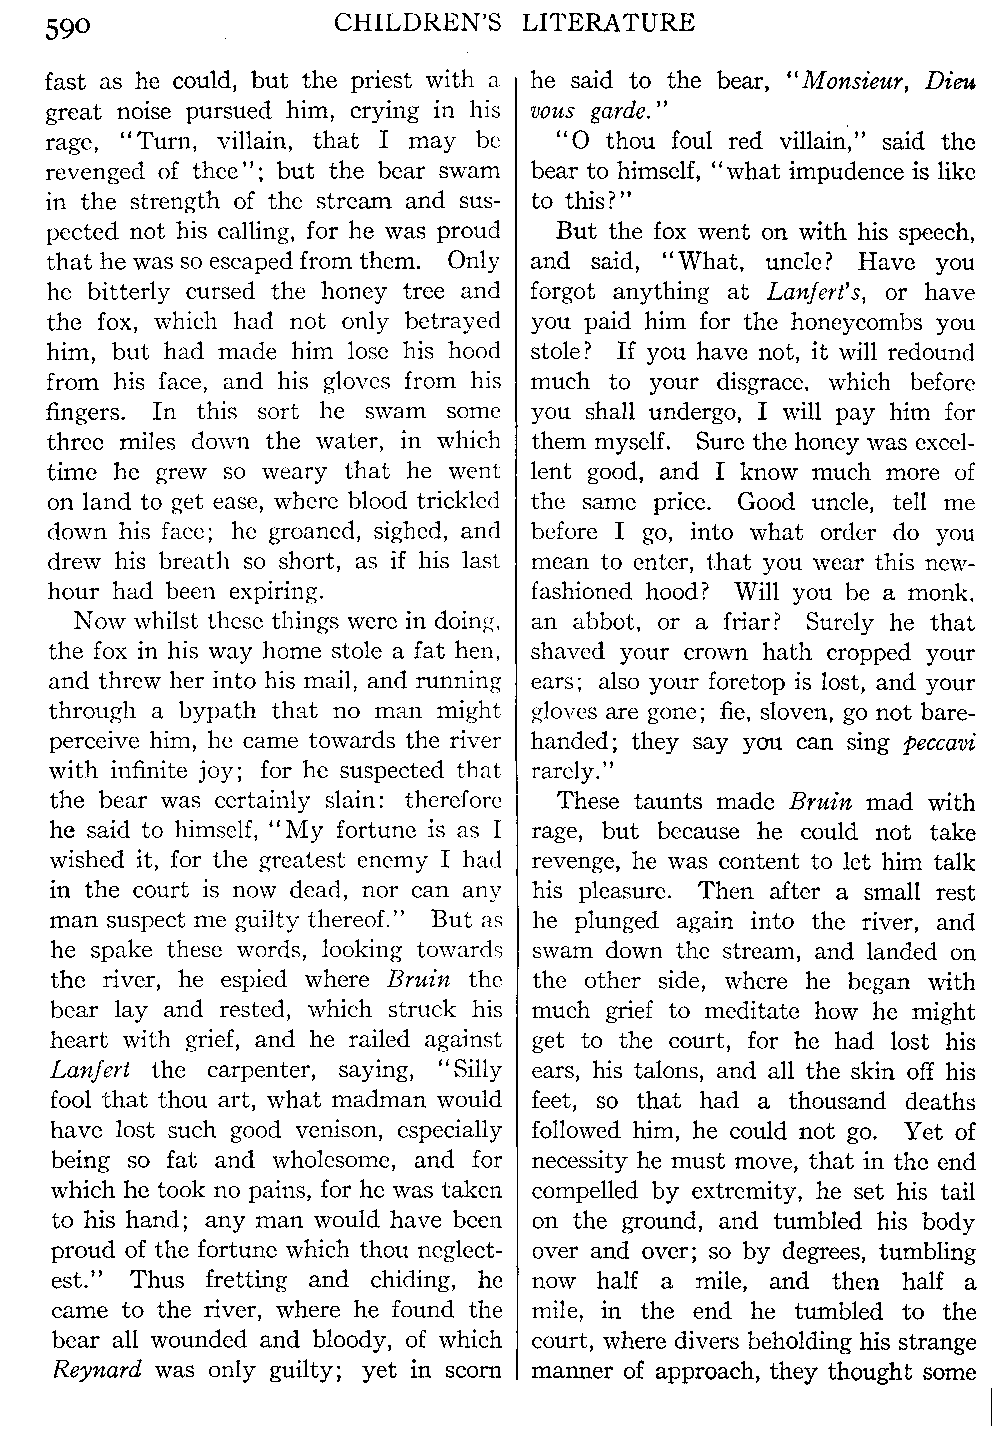 590
CHILDREN'S LITERATURE
fast as he could, but the priest with a
great noise pursued him, crying in his
rage, "Turn, villain, that I may be
revenged of thee"; but the bear swam
in the strength of the stream and sus-
pected not his calling, for he was proud
that he was so escaped from them. Only
he bitterly cursed the honey tree and
the fox, which had not only betrayed
him, but had made him lose his hood
from his face, and his gloves from his
fingers. In this sort he swam some
three miles down the water, in which
time he grew so weary that he went
on land to get ease, where blood trickled
down his face; he groaned, sighed, and
drew his breath so short, as if his last
hour had been expiring.
Now whilst these things were in doing,
the fox in his way home stole a fat hen,
and threw her into his mail, and running
through a bypath that no man might
perceive him, he came towards the river
with infinite joy; for he suspected that
the bear was certainly slain: therefore
he said to himself, "My fortune is as I
wished it, for the greatest enemy I had
in the court is now dead, nor can any
man suspect me guilty thereof." But as
he spake these words, looking towards
the river, he espied where Bruin the
bear lay and rested, which struck his
heart with grief, and he railed against
Lanfert the carpenter, saying, "Silly
fool that thou art, what madman would
have lost such good venison, especially
being so fat and wholesome, and for
which he took no pains, for he was taken
to his hand; any man would have been
proud of the fortune which thou neglect-
est." Thus fretting and chiding, he
came to the river, where he found the
bear all wounded and bloody, of which
Reynard was only guilty; yet in scorn
he said to the bear, "Monsieur, Dieu
vous garde."
"O thou foul red villain," said the
bear to himself, "what impudence is like
to this?"
But the fox went on with his speech,
and said, "What, uncle? Have you
forgot anything at Lanfert's, or have
you paid him for the honeycombs you
stole? If you have not, it will redound
much to your disgrace, which before
you shall undergo, I will pay him for
them myself. Sure the honey was excel-
lent good, and I know much more of
the same price. Good uncle, tell me
before I go, into what order do you
mean to enter, that you wear this new-
fashioned hood? Will you be a monk,
an abbot, or a friar? Surely he that
shaved your crown hath cropped your
ears; also your foretop is lost, and your
gloves are gone; fie, sloven, go not bare-
handed; they say you can sing peccavi
rarely."
These taunts made Bruin mad with
rage, but because he could not take
revenge, he was content to let him talk
his pleasure. Then after a small rest
he plunged again into the river, and
swam down the stream, and landed on
the other side, where he began with
much grief to meditate how he might
get to the court, for he had lost his
ears, his talons, and all the skin off his
feet, so that had a thousand deaths
followed him, he could not go. Yet of
necessity he must move, that in the end
compelled by extremity, he set his tail
on the ground, and tumbled his body
over and over; so by degrees, tumbling
now half a mile, and then half a
mile, in the end he tumbled to the
court, where divers beholding his strange
manner of approach, they thought some